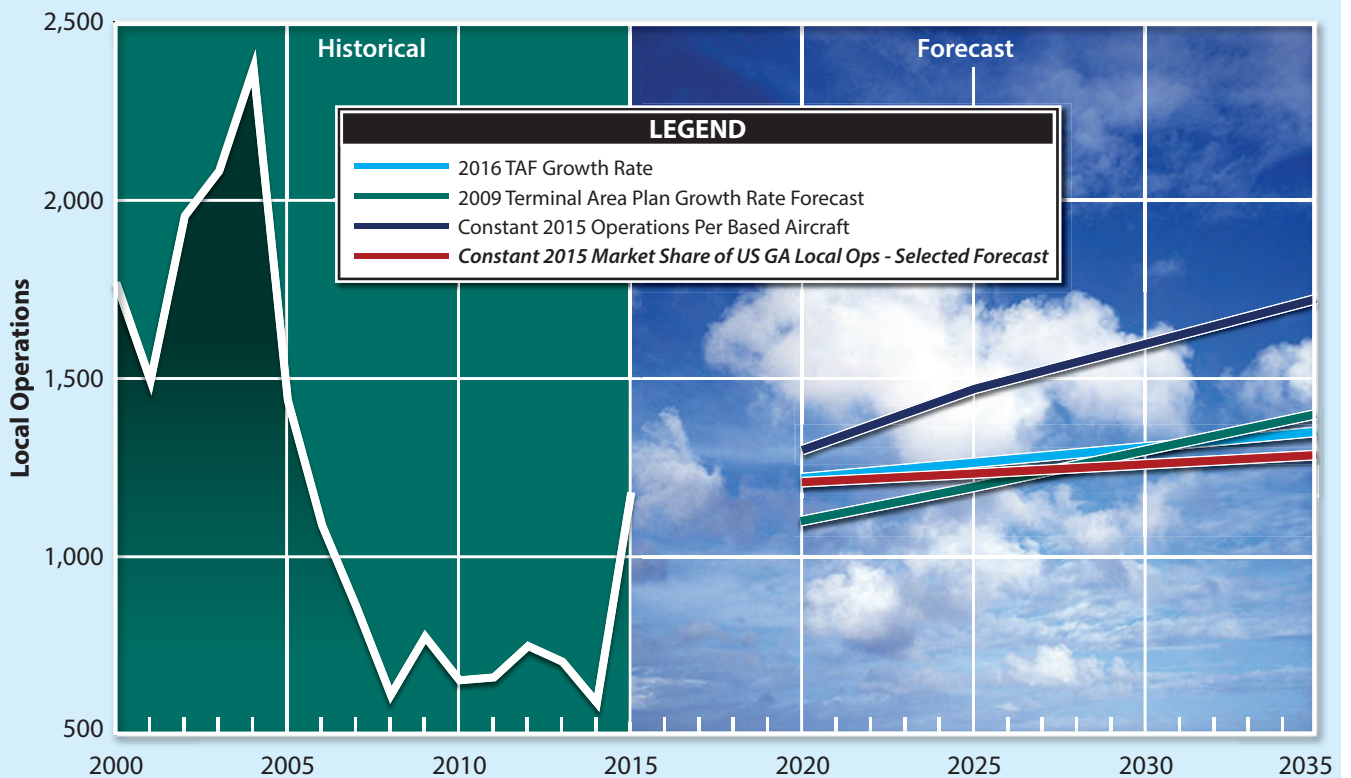 2,500
2,000
1,500
1,000
500
Local Operations
Historical
Forecast
LEGEND
2016 TAF Growth Rate
2009 Terminal Area Plan Growth Rate Forecast
Constant 2015 Operations Per Based Aircraft
Constant 2015 Market Share of US GA Local Ops - Selected Forecast
2000 2005 2010 2015 2020 2025 2030 2035